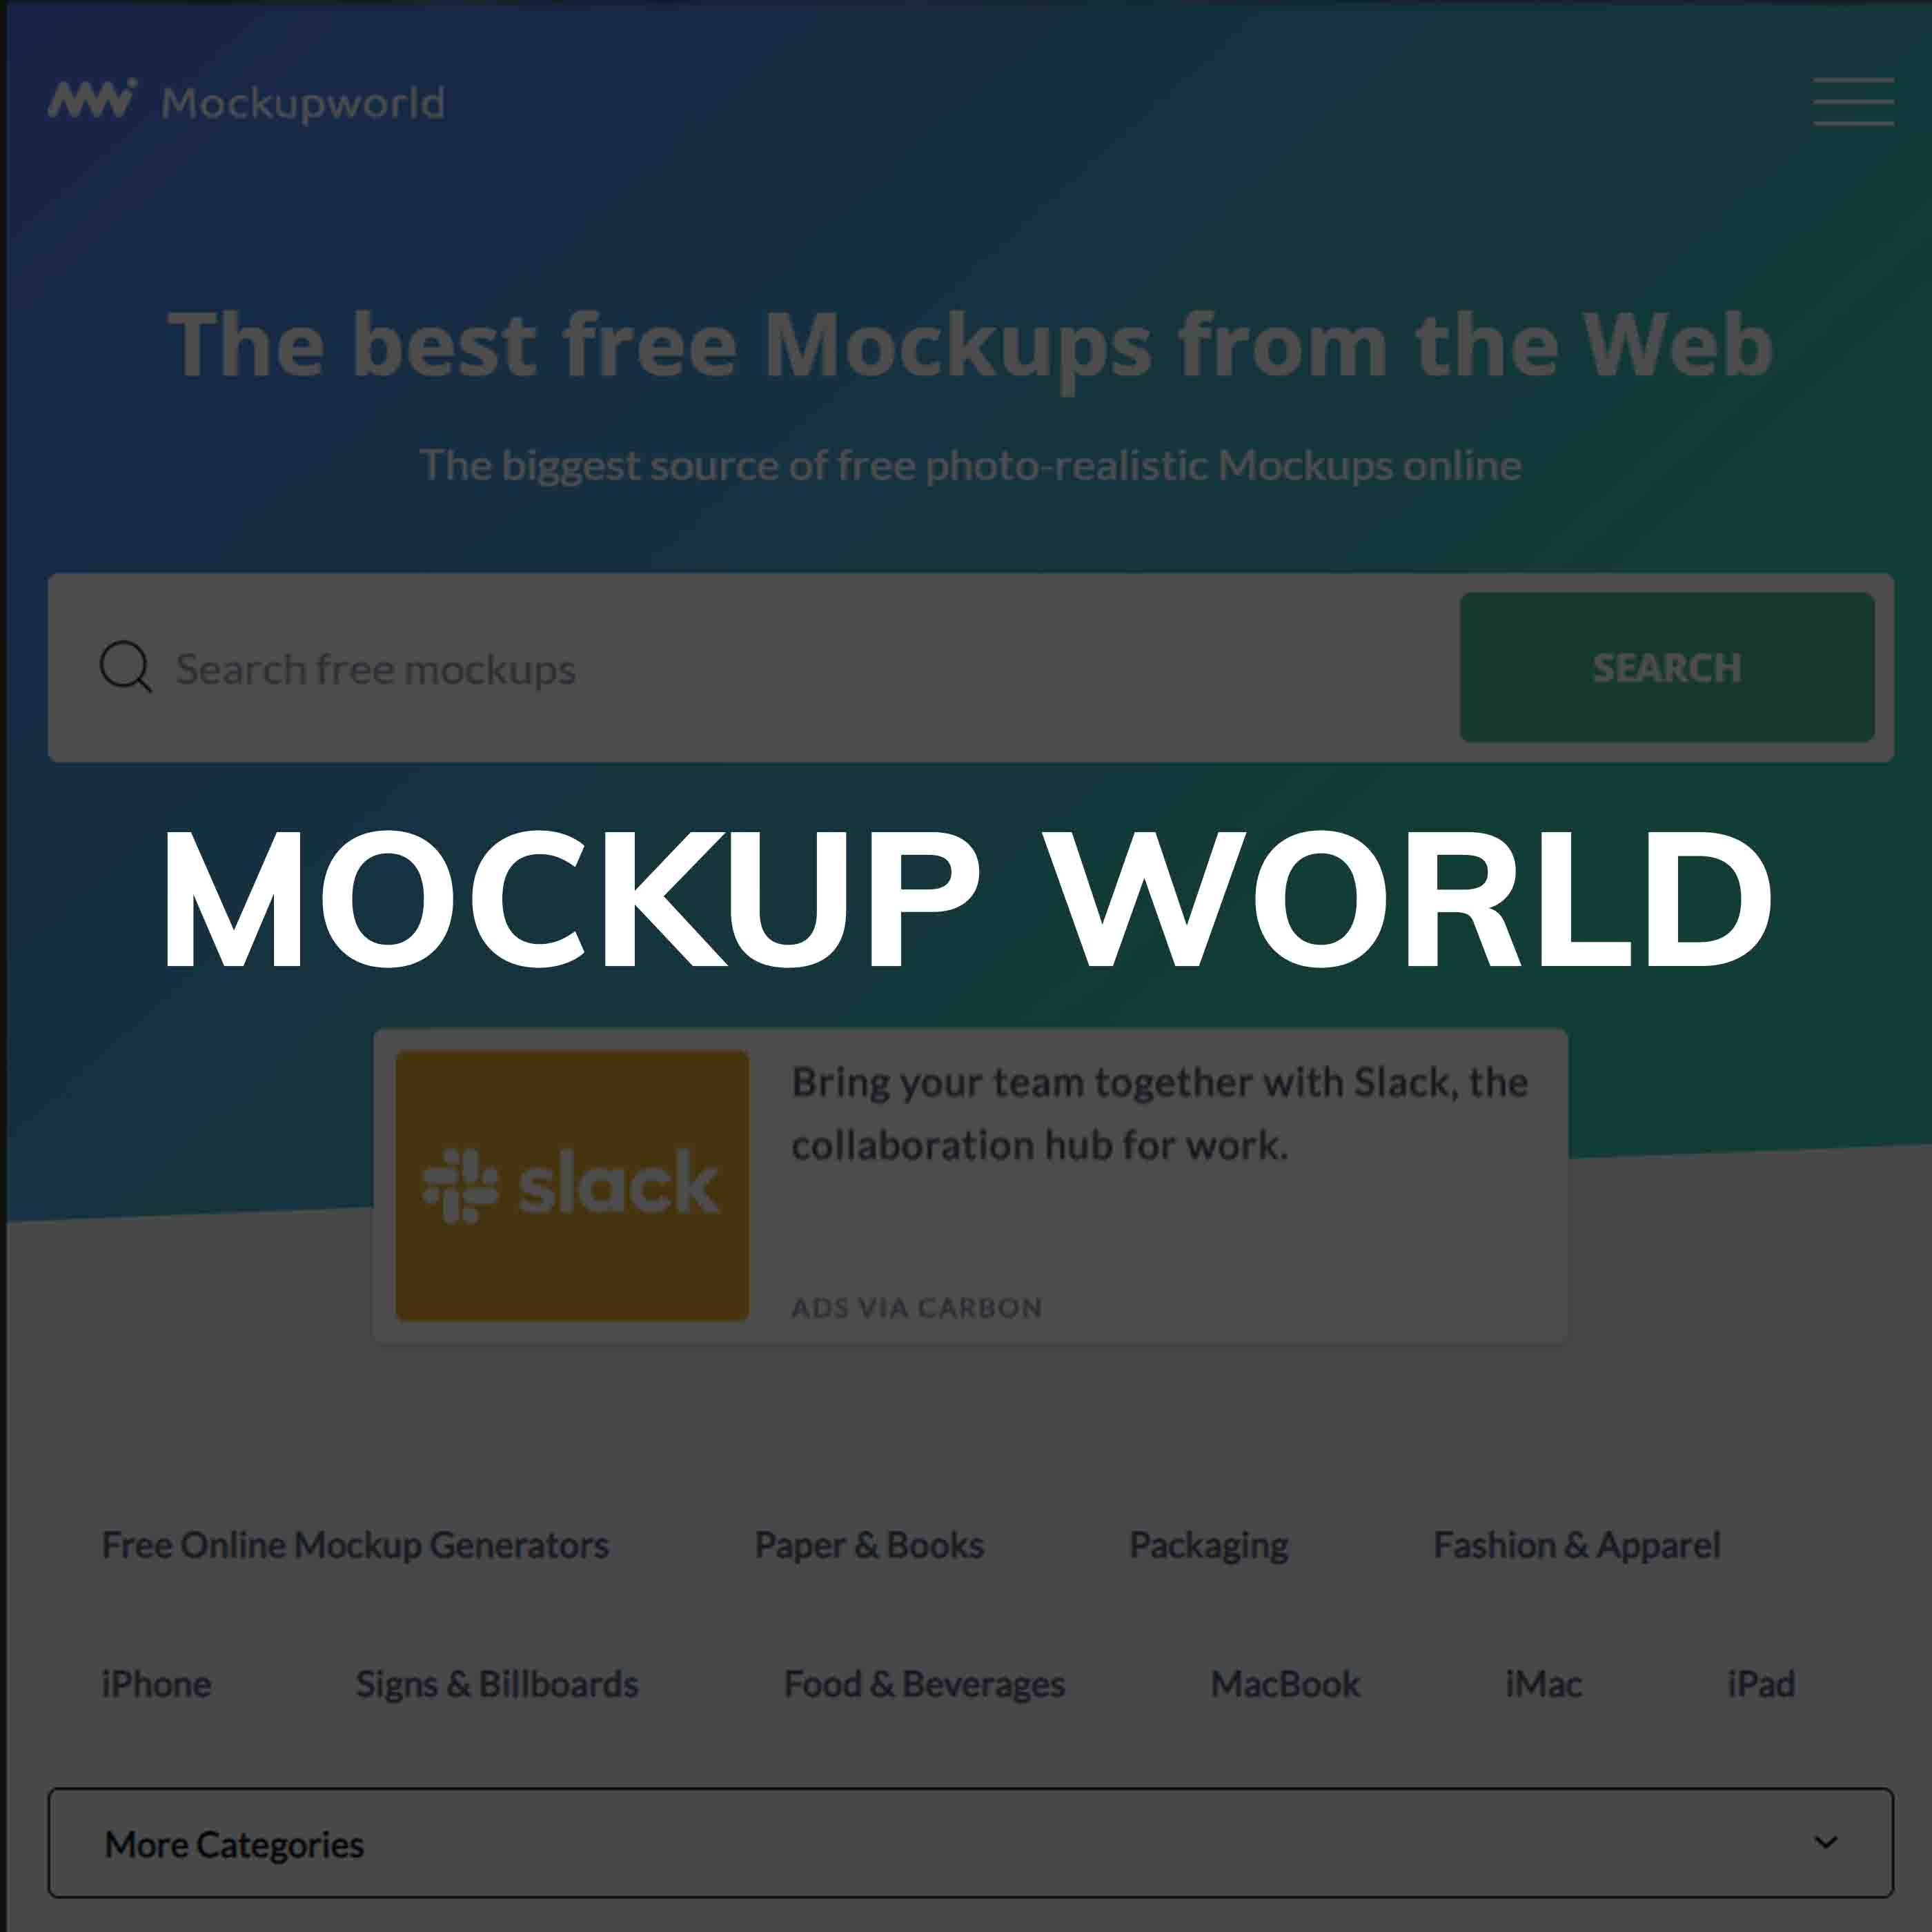 Mockupworld
The best free Mockups from the Web
The biggest source of free photo-realistic Mockups online
Search free mockups
SEARCH
MOCKUP WORLD
slack
Bring your team together with Slack, the
collaboration hub for work.
ADS VIA CARBON
Free Online Mockup Generators Paper & Books Packaging Fashion & Apparel
iPhone Signs & Billboards Food & Beverages MacBook iMac iPad
More Categories